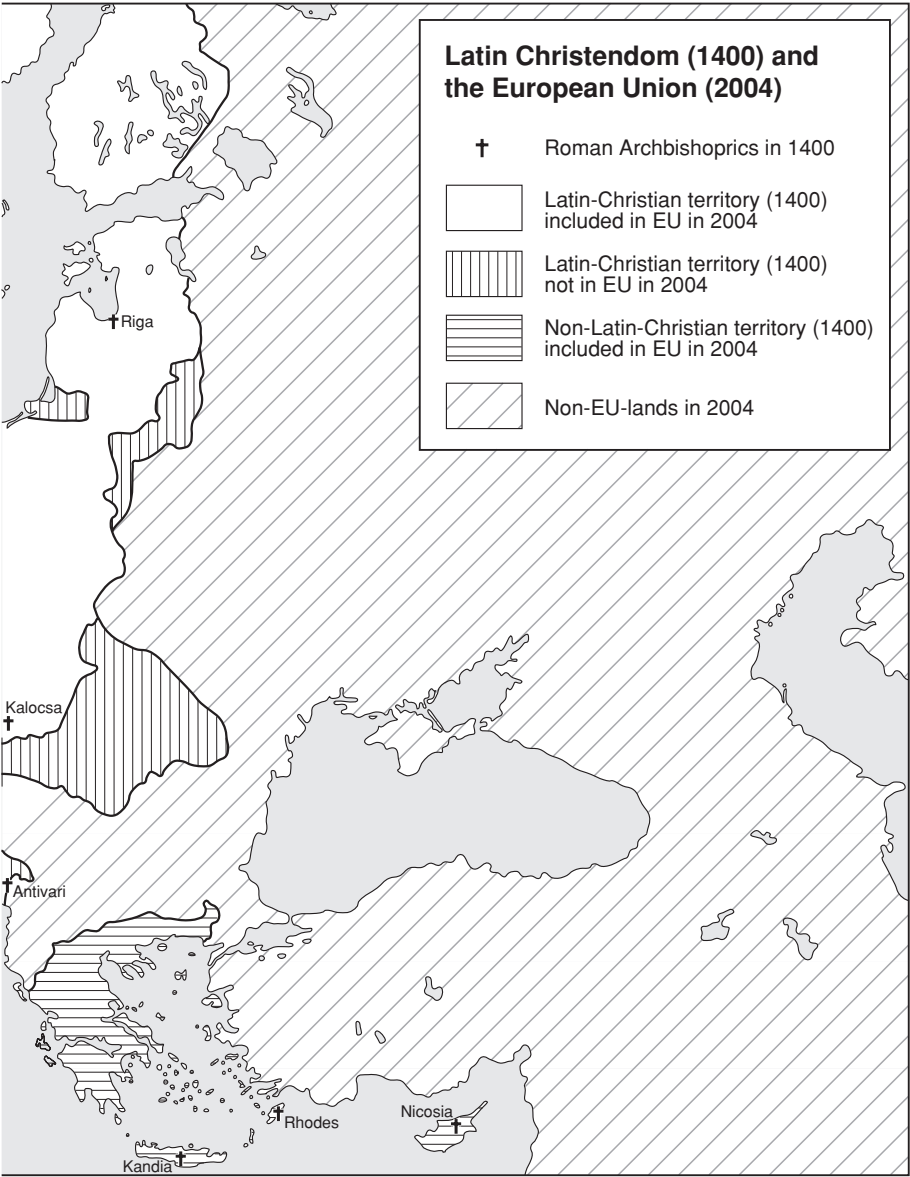 Latin Christendom (1400) and
the European Union (2004)
Roman Archbishoprics in 1400
Latin-Christian territory (1400)
included in EU in 2004
Latin-Christian territory (1400)
not in EU in 2004
Non-Latin-Christian territory (1400)
included in EU in 2004
Non-EU-lands in 2004
Riga
Kalocsa
Antivari
Rhodes
Nicosia
Kandia